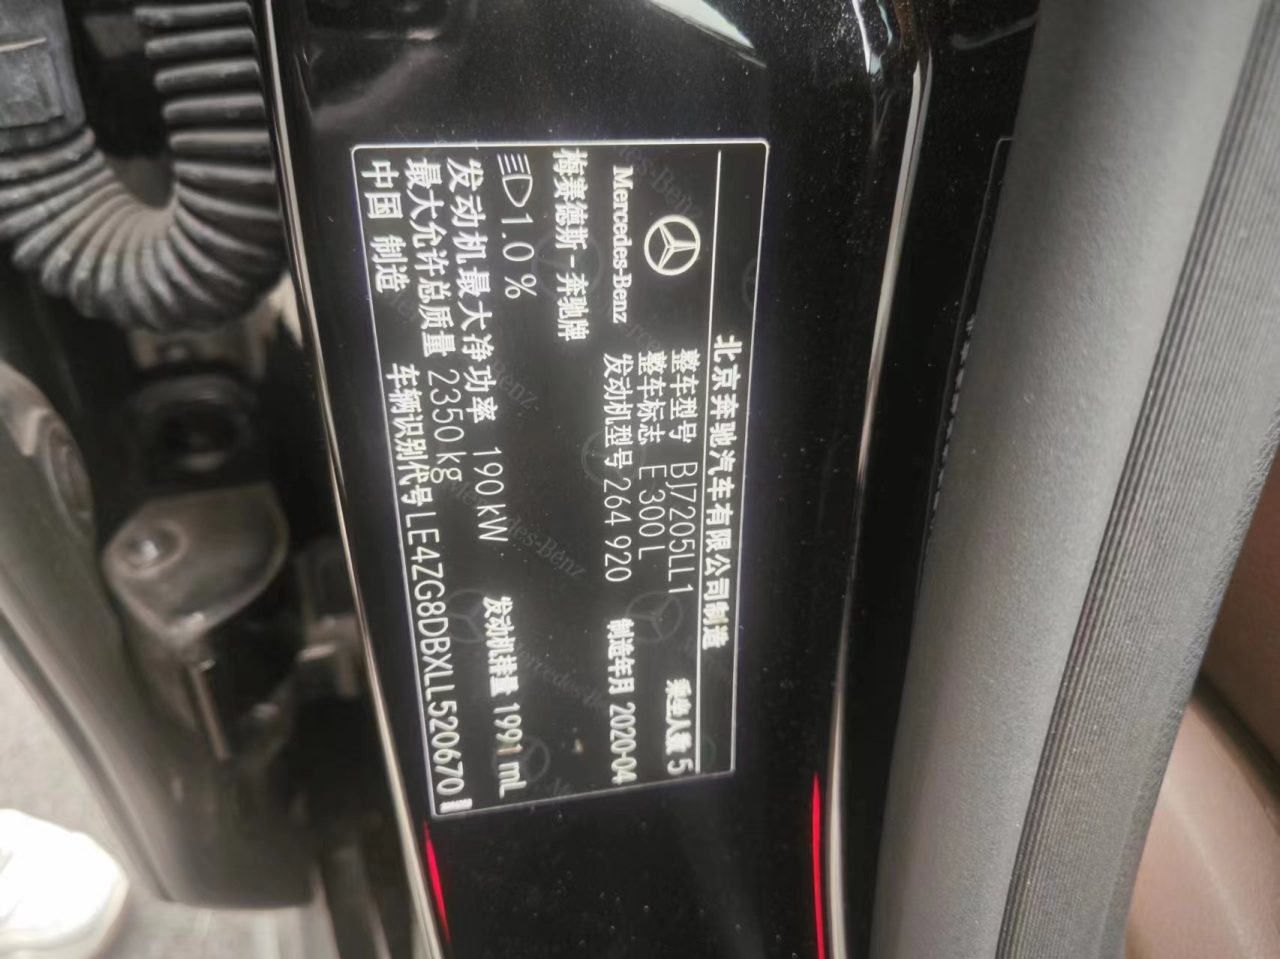 北京奔驰汽车有限公司制造
Mercedes-Benz
整车型号 BJ7205LL1
乘坐人数 5
整车标志 E 300 L
梅赛德斯-奔驰牌
发动机型号 264 920
制造年月 2020-04
1.0 %
发动机最大净功率 190 kW
发动机排量 1991 mL
最大允许总质量 2350 kg
中国 制造
车辆识别代号 LE4ZG8DBXLL520670